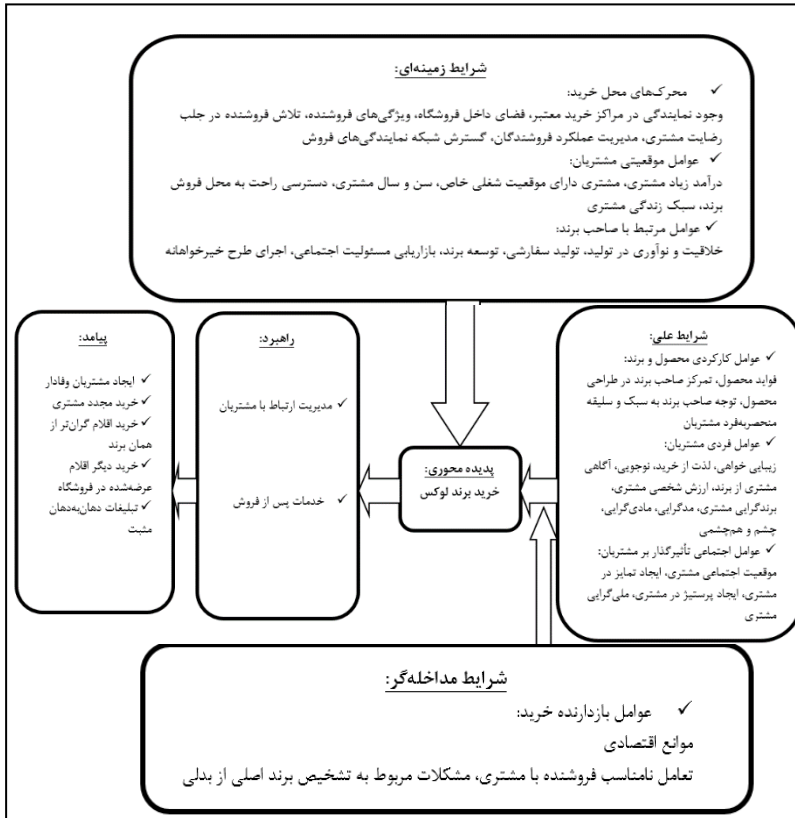 شرایط زمینه‌ای:
✓ محرک‌های محل خرید:
وجود نمایندگی در مراکز خرید معتبر، فضای داخل فروشگاه، ویژگی‌های فروشنده، تلاش فروشنده در جلب
رضایت مشتری، مدیریت عملکرد فروشندگان، گسترش شبکه نمایندگی‌های فروش
✓ عوامل موقعیتی مشتریان:
درآمد زیاد مشتری، مشتری دارای موقعیت شغلی خاص، سن و سال مشتری، دسترسی راحت به محل فروش
برند، سبک زندگی مشتری
✓ عوامل مرتبط با صاحب برند:
خلاقیت و نوآوری در تولید، تولید سفارشی، توسعه برند، بازاریابی مسئولیت اجتماعی، اجرای طرح خیرخواهانه
شرایط علی:
✓ عوامل کارکردی محصول و برند:
فواید محصول، تمرکز صاحب برند در طراحی
محصول، توجه صاحب برند به سبک و سلیقه
منحصربه‌فرد مشتریان
✓ عوامل فردی مشتریان:
زیبایی خواهی، لذت از خرید، نوجویی، آگاهی
مشتری از برند، ارزش شخصی مشتری،
برندگرایی مشتری، مدگرایی، مادی‌گرایی،
چشم و هم‌چشمی
✓ عوامل اجتماعی تأثیرگذار بر مشتریان:
موقعیت اجتماعی مشتری، ایجاد تمایز در
مشتری، ایجاد پرستیژ در مشتری، ملی‌گرایی
مشتری
پدیده محوری:
خرید برند لوکس
راهبرد:
✓ مدیریت ارتباط با مشتریان
✓ خدمات پس از فروش
پیامد:
✓ ایجاد مشتریان وفادار
✓ خرید مجدد مشتری
✓ خرید اقلام گران‌تر از
همان برند
✓ خرید دیگر اقلام
عرضه‌شده در فروشگاه
✓ تبلیغات دهان‌به‌دهان
مثبت
شرایط مداخله‌گر:
✓ عوامل بازدارنده خرید:
موانع اقتصادی
تعامل نامناسب فروشنده با مشتری، مشکلات مربوط به تشخیص برند اصلی از بدلی